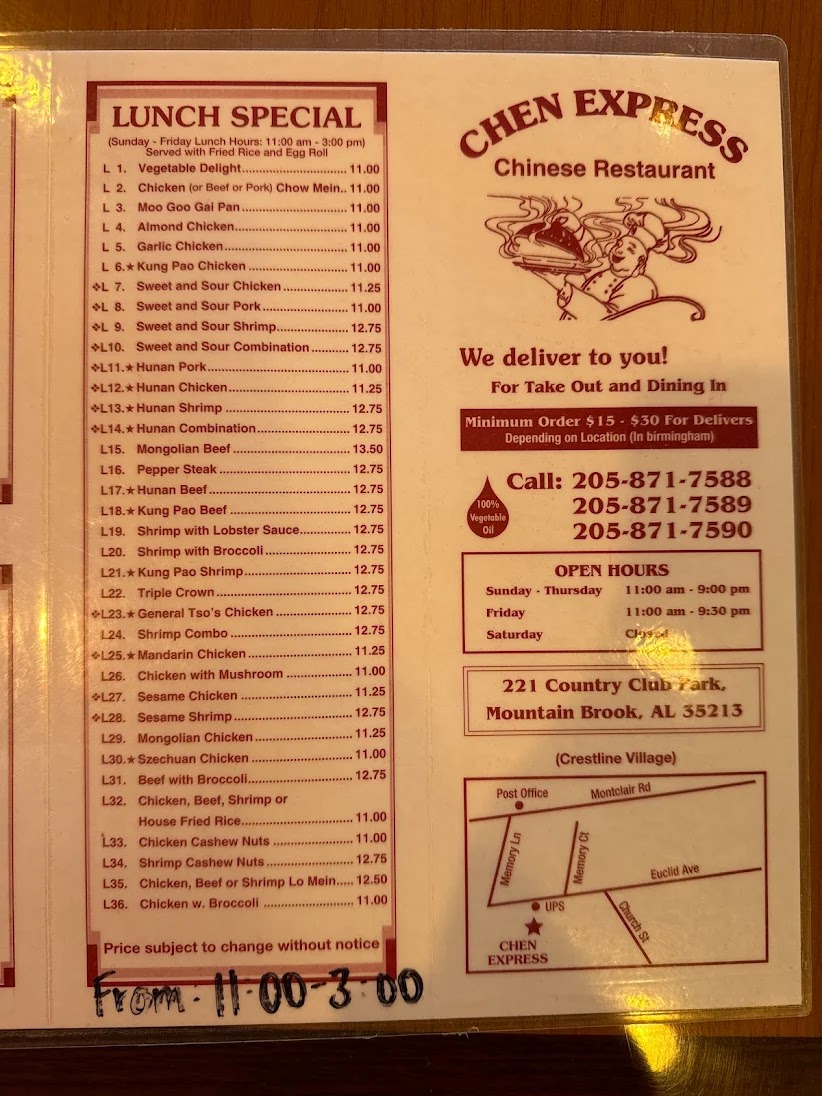 LUNCH SPECIAL
(Sunday - Friday Lunch Hours: 11:00 am - 3:00 pm)
Served with Fried Rice and Egg Roll
L 1. Vegetable Delight 11.00
L 2. Chicken (or Beef or Pork) Chow Mein.. 11.00
L 3. Moo Goo Gai Pan 11.00
L 4. Almond Chicken 11.00
L 5. Garlic Chicken 11.00
L 6.★ Kung Pao Chicken 11.00
❖L 7. Sweet and Sour Chicken 11.25
❖L 8. Sweet and Sour Pork 11.00
❖L 9. Sweet and Sour Shrimp 12.75
❖L10. Sweet and Sour Combination 12.75
❖L11.★ Hunan Pork 11.00
❖L12.★ Hunan Chicken 11.25
❖L13.★ Hunan Shrimp 12.75
❖L14.★ Hunan Combination 12.75
L15. Mongolian Beef 13.50
L16. Pepper Steak 12.75
L17.★ Hunan Beef 12.75
L18.★ Kung Pao Beef 12.75
L19. Shrimp with Lobster Sauce 12.75
L20. Shrimp with Broccoli 12.75
L21.★ Kung Pao Shrimp 12.75
L22. Triple Crown 12.75
❖L23.★ General Tso's Chicken 12.75
L24. Shrimp Combo 12.75
❖L25.★ Mandarin Chicken 11.25
L26. Chicken with Mushroom 11.00
❖L27. Sesame Chicken 11.25
❖L28. Sesame Shrimp 12.75
L29. Mongolian Chicken 11.25
L30.★ Szechuan Chicken 11.00
L31. Beef with Broccoli 12.75
L32. Chicken, Beef, Shrimp or
House Fried Rice 11.00
L33. Chicken Cashew Nuts 11.00
L34. Shrimp Cashew Nuts 12.75
L35. Chicken, Beef or Shrimp Lo Mein 12.50
L36. Chicken w. Broccoli 11.00
Price subject to change without notice
From . 11:00-3:00
CHEN EXPRESS
Chinese Restaurant
We deliver to you!
For Take Out and Dining In
Minimum Order $15 - $30 For Delivers
Depending on Location (In birmingham)
100%
Vegetable
Oil
Call: 205-871-7588
205-871-7589
205-871-7590
OPEN HOURS
Sunday - Thursday 11:00 am - 9:00 pm
Friday 11:00 am - 9:30 pm
Saturday Closed
221 Country Club Park,
Mountain Brook, AL 35213
(Crestline Village)
Post Office
Montclair Rd
Memory Ln
Memory Ct
Euclid Ave
UPS
Church St
CHEN
EXPRESS